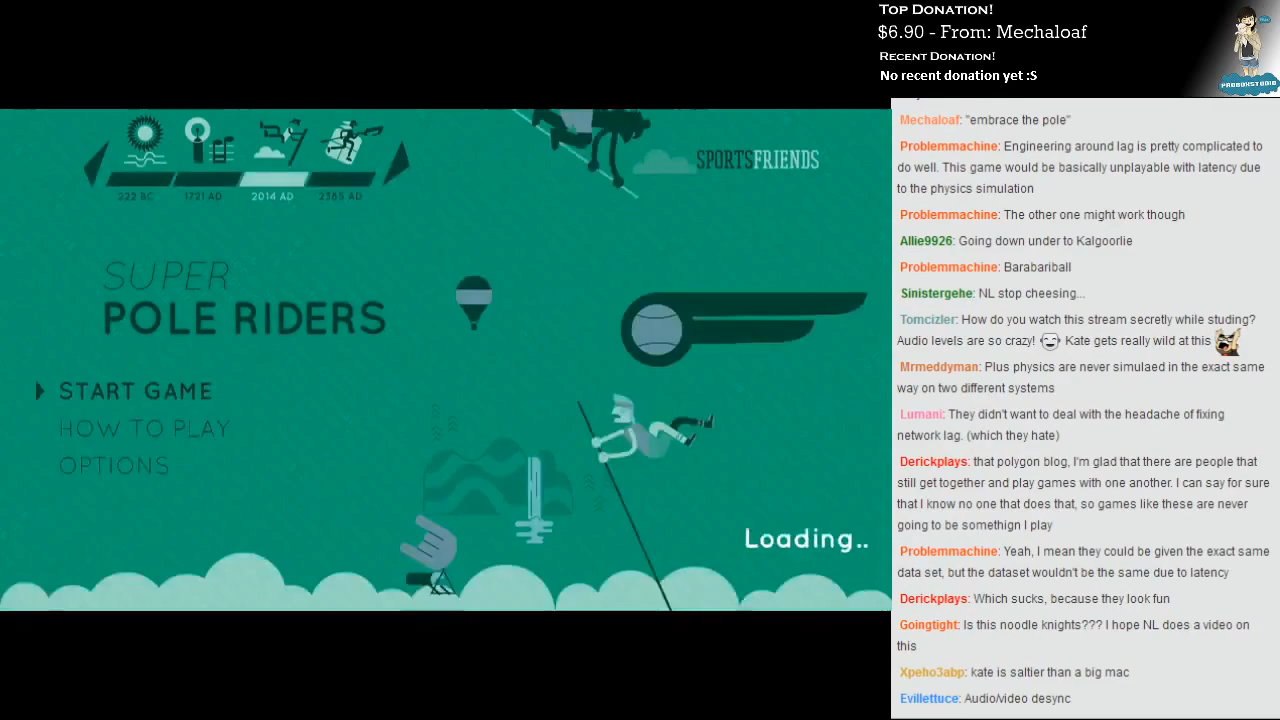 TOP DONATION!
$6.90 - From: Mechaloaf
RECENT DONATION!
No recent donation yet :S
PROBOXSTUDIO
222 BC 1721 AD 2014 AD 2385 AD
SPORTSFRIENDS
SUPER
POLE RIDERS
START GAME
HOW TO PLAY
OPTIONS
Loading..
Mechaloaf: "embrace the pole"
Problemmachine: Engineering around lag is pretty complicated to
do well. This game would be basically unplayable with latency due
to the physics simulation
Problemmachine: The other one might work though
Allie9926: Going down under to Kalgoorlie
Problemmachine: Barabariball
Sinistergehe: NL stop cheesing...
Tomcizler: How do you watch this stream secretly while studing?
Audio levels are so crazy! Kate gets really wild at this
Mrmeddyman: Plus physics are never simulaed in the exact same
way on two different systems
Lumani: They didn't want to deal with the headache of fixing
network lag. (which they hate)
Derickplays: that polygon blog, I'm glad that there are people that
still get together and play games with one another. I can say for sure
that I know no one that does that, so games like these are never
going to be somethign I play
Problemmachine: Yeah, I mean they could be given the exact same
data set, but the dataset wouldn't be the same due to latency
Derickplays: Which sucks, because they look fun
Goingtight: Is this noodle knights??? I hope NL does a video on
this
Xpeho3abp: kate is saltier than a big mac
Evillettuce: Audio/video desync